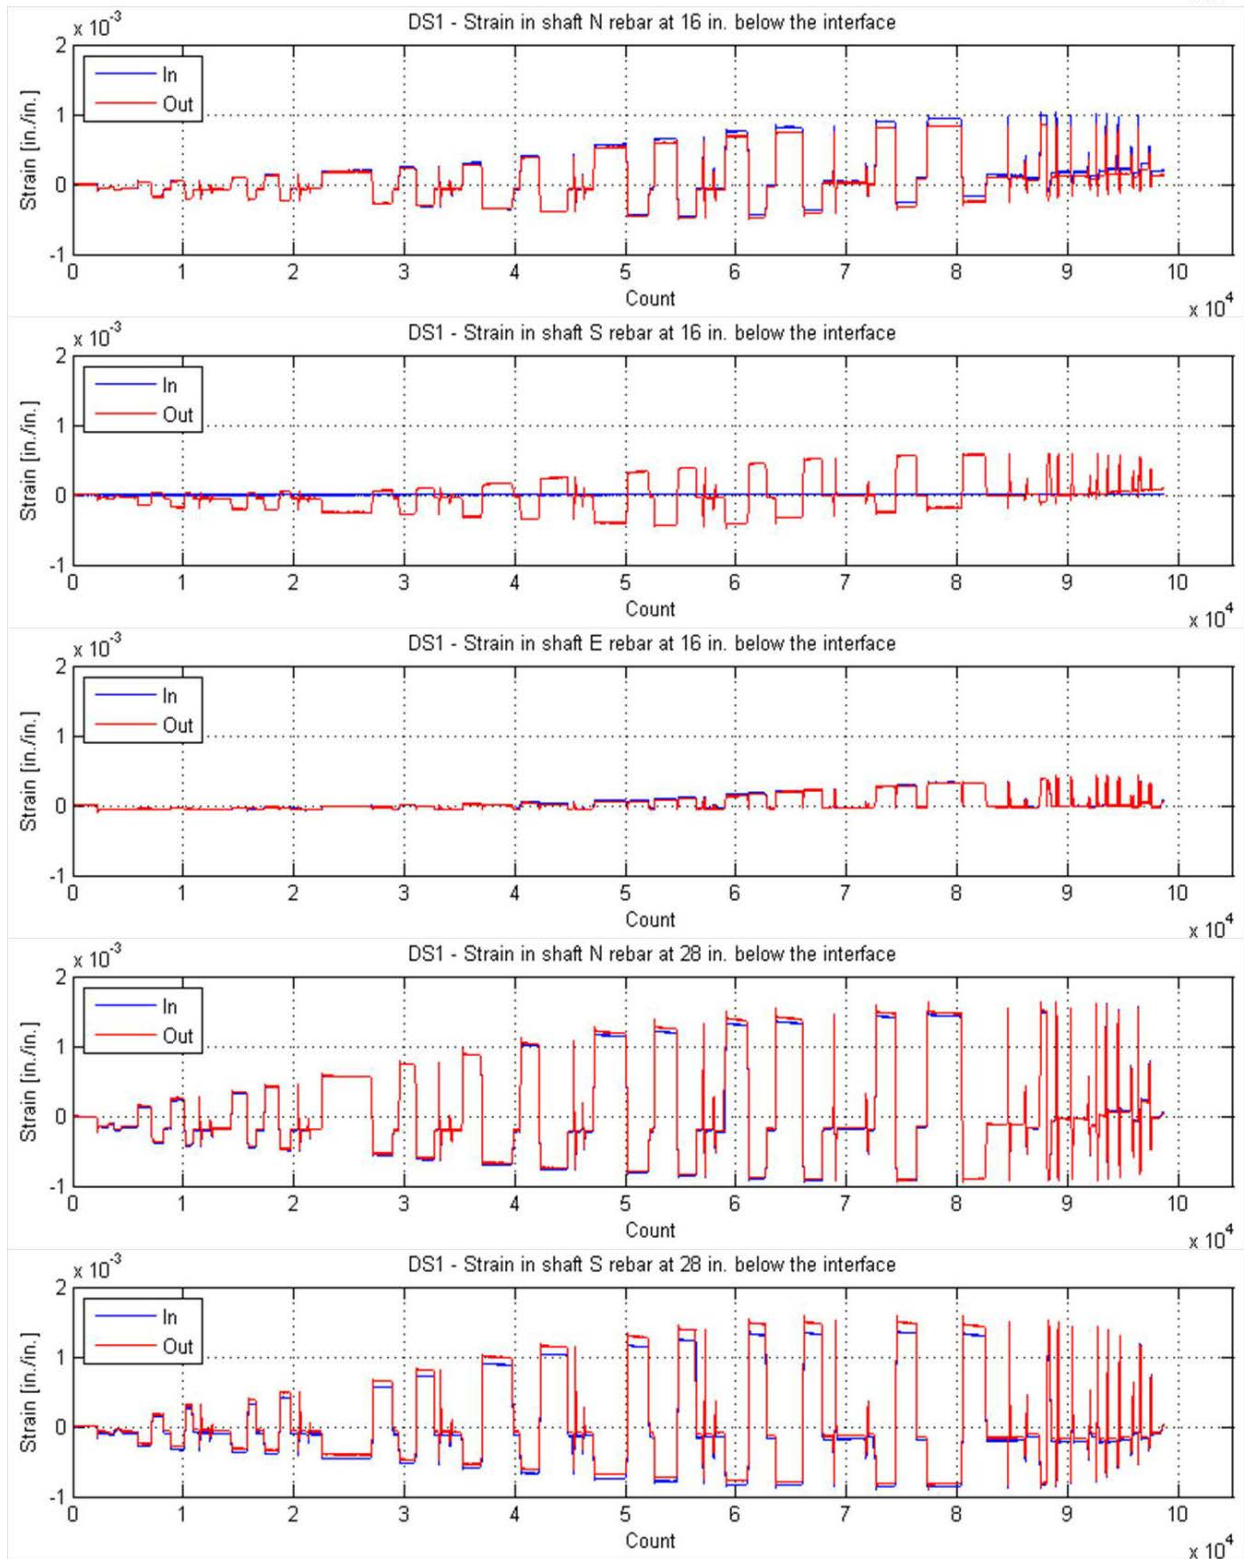 DS1 - Strain in shaft N rebar at 16 in. below the interface
x 10-3
2
1
0
-1
Strain [in./in.]
In
Out
0 1 2 3 4 5 6 7 8 9 10
Count
x 10^4
DS1 - Strain in shaft S rebar at 16 in. below the interface
x 10-3
2
1
0
-1
Strain [in./in.]
In
Out
0 1 2 3 4 5 6 7 8 9 10
Count
x 10^4
DS1 - Strain in shaft E rebar at 16 in. below the interface
x 10-3
2
1
0
-1
Strain [in./in.]
In
Out
0 1 2 3 4 5 6 7 8 9 10
Count
x 10^4
DS1 - Strain in shaft N rebar at 28 in. below the interface
x 10-3
2
1
0
-1
Strain [in./in.]
In
Out
0 1 2 3 4 5 6 7 8 9 10
Count
x 10^4
DS1 - Strain in shaft S rebar at 28 in. below the interface
x 10-3
2
1
0
-1
Strain [in./in.]
In
Out
0 1 2 3 4 5 6 7 8 9 10
Count
x 10^4